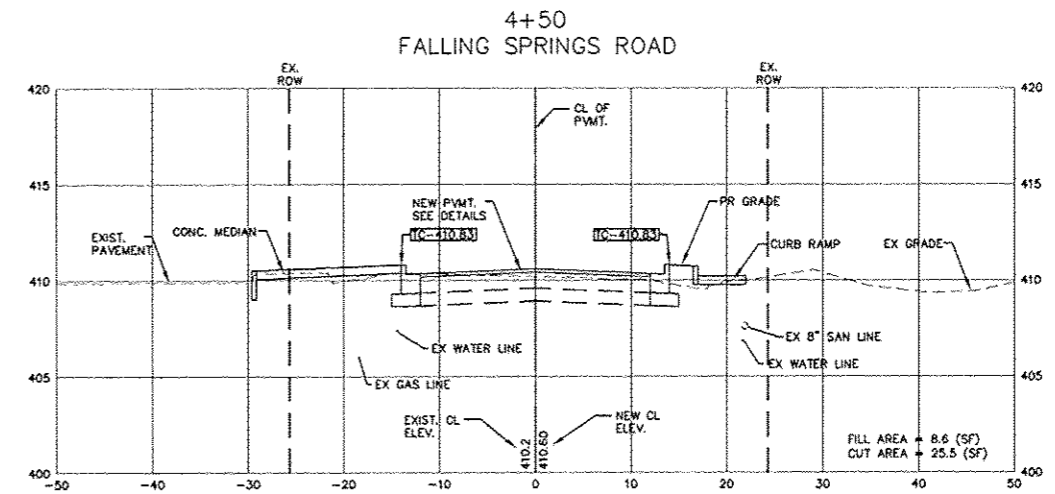 4+50
FALLING SPRINGS ROAD
EX.
ROW
EX.
ROW
420
420
CL OF
PVMT.
415
415
NEW PVMT.
SEE DETAILS
PR GRADE
TC-410.83
TC-410.83
EXIST.
PAVEMENT
CONC. MEDIAN
CURB RAMP
EX GRADE
410
410
EX WATER LINE
EX 8" SAN LINE
EX WATER LINE
EX GAS LINE
405
405
EXIST. CL
ELEV.
NEW CL
ELEV.
410.2
410.60
FILL AREA = 8.6 (SF)
CUT AREA = 25.5 (SF)
400
400
-50 -40 -30 -20 -10 0 10 20 30 40 50